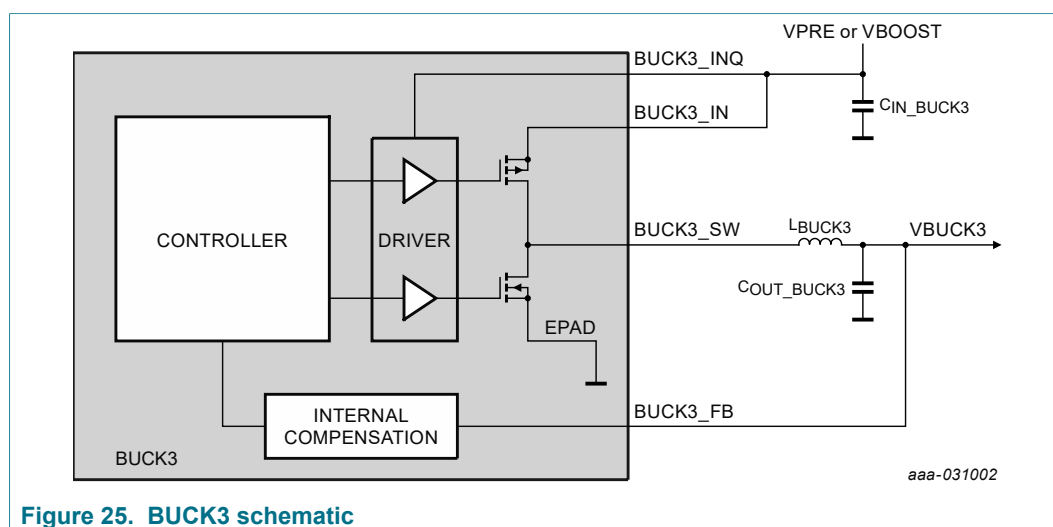 VPRE or VBOOST
BUCK3_INQ
CIN_BUCK3
BUCK3_IN
CONTROLLER
DRIVER
BUCK3_SW
LBUCK3
VBUCK3
COUT_BUCK3
EPAD
INTERNAL
COMPENSATION
BUCK3_FB
BUCK3
aaa-031002
Figure 25. BUCK3 schematic